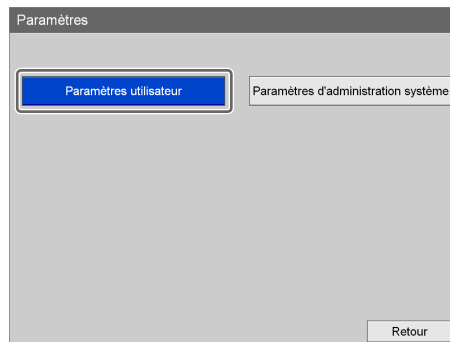 Paramètres
Paramètres utilisateur
Paramètres d'administration système
Retour